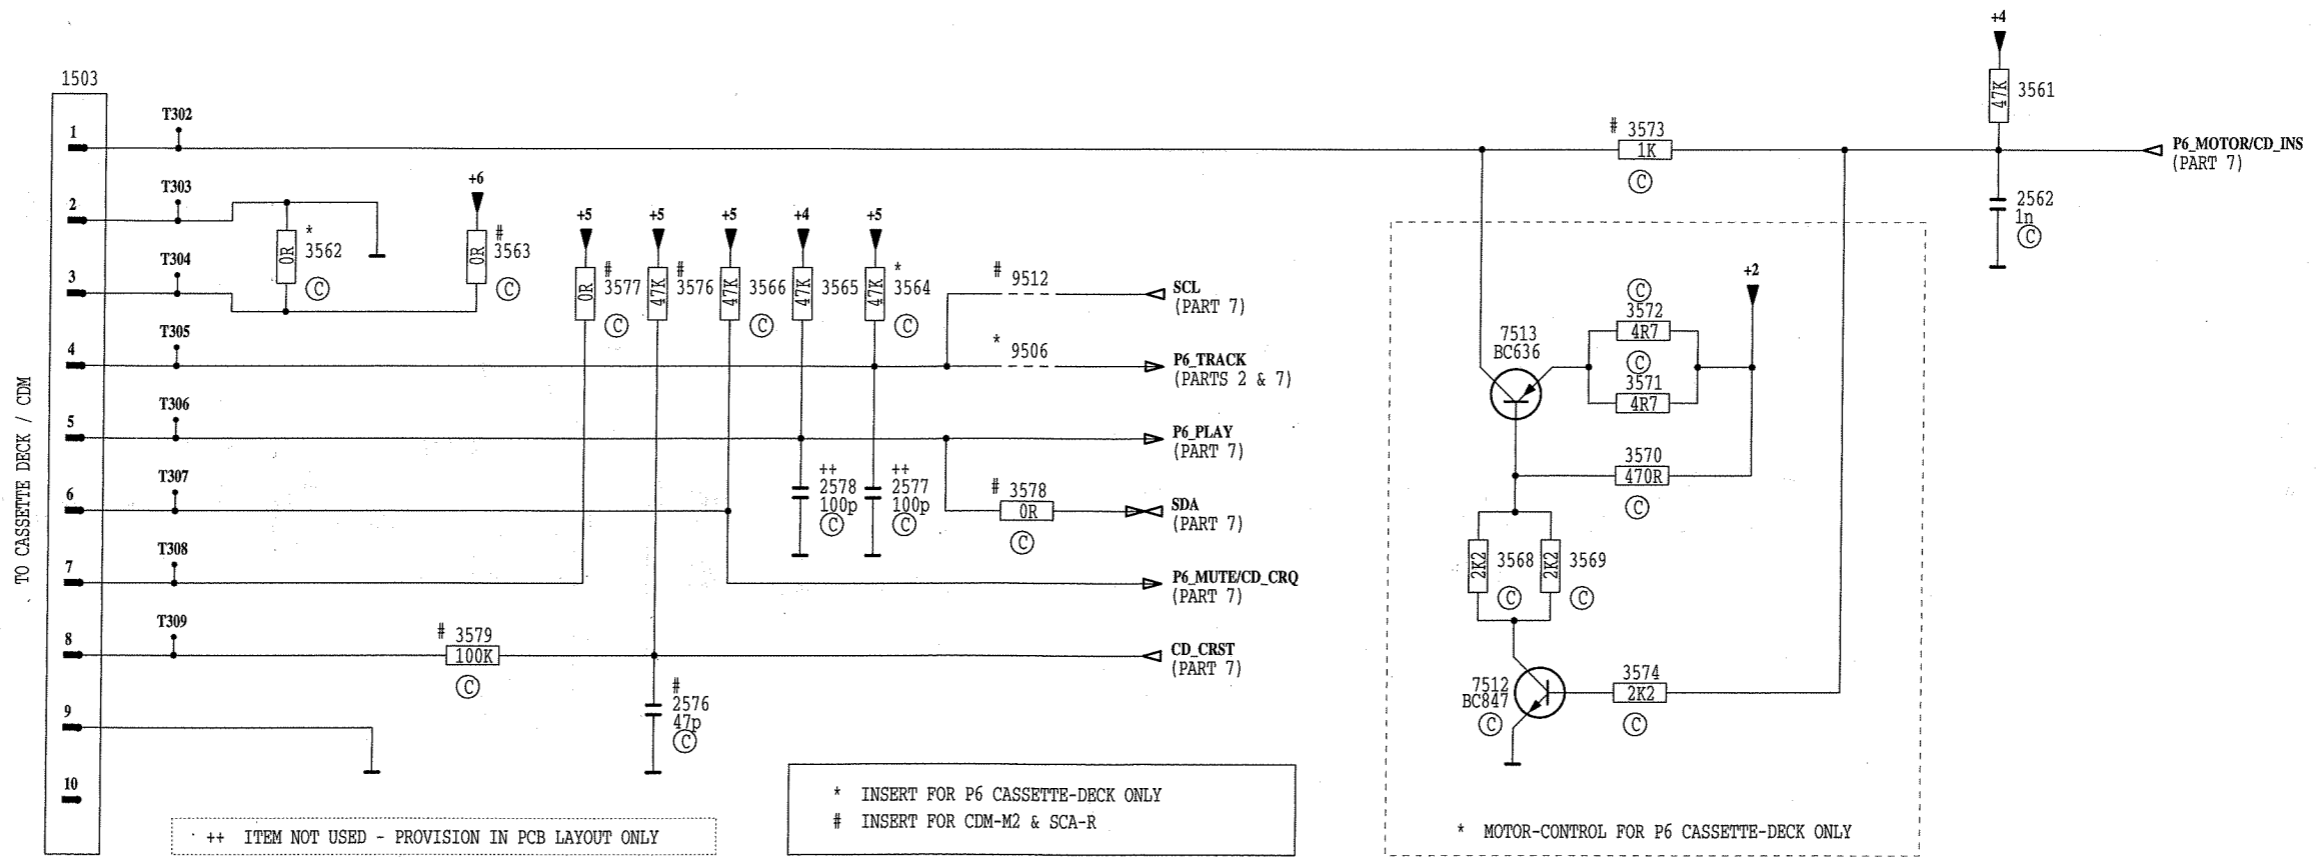 +4
1503
3561
47K
T302
1
# 3573
1K
C
P6_MOTOR/CD_INS
(PART 7)
T303
2
+6
+5
+5
+5
+4
+5
2562
1n
C
*
3562
0R
C
#
3563
0R
C
T304
3
#
3577
0R
C
#
3576
47K
3566
47K
C
3565
47K
*
3564
47K
C
# 9512
SCL
(PART 7)
+2
C
3572
4R7
C
3571
4R7
7513
BC636
T305
4
* 9506
P6_TRACK
(PARTS 2 & 7)
TO CASSETTE DECK / CDM
T306
5
P6_PLAY
(PART 7)
3570
470R
C
++
2578
100p
C
++
2577
100p
C
T307
6
# 3578
0R
C
SDA
(PART 7)
T308
7
P6_MUTE/CD_CRQ
(PART 7)
2K2
3568
C
2K2
3569
C
T309
8
# 3579
100K
C
CD_CRST
(PART 7)
#
2576
47p
C
7512
BC847
C
3574
2K2
C
9
10
* INSERT FOR P6 CASSETTE-DECK ONLY
# INSERT FOR CDM-M2 & SCA-R
++ ITEM NOT USED - PROVISION IN PCB LAYOUT ONLY
* MOTOR-CONTROL FOR P6 CASSETTE-DECK ONLY